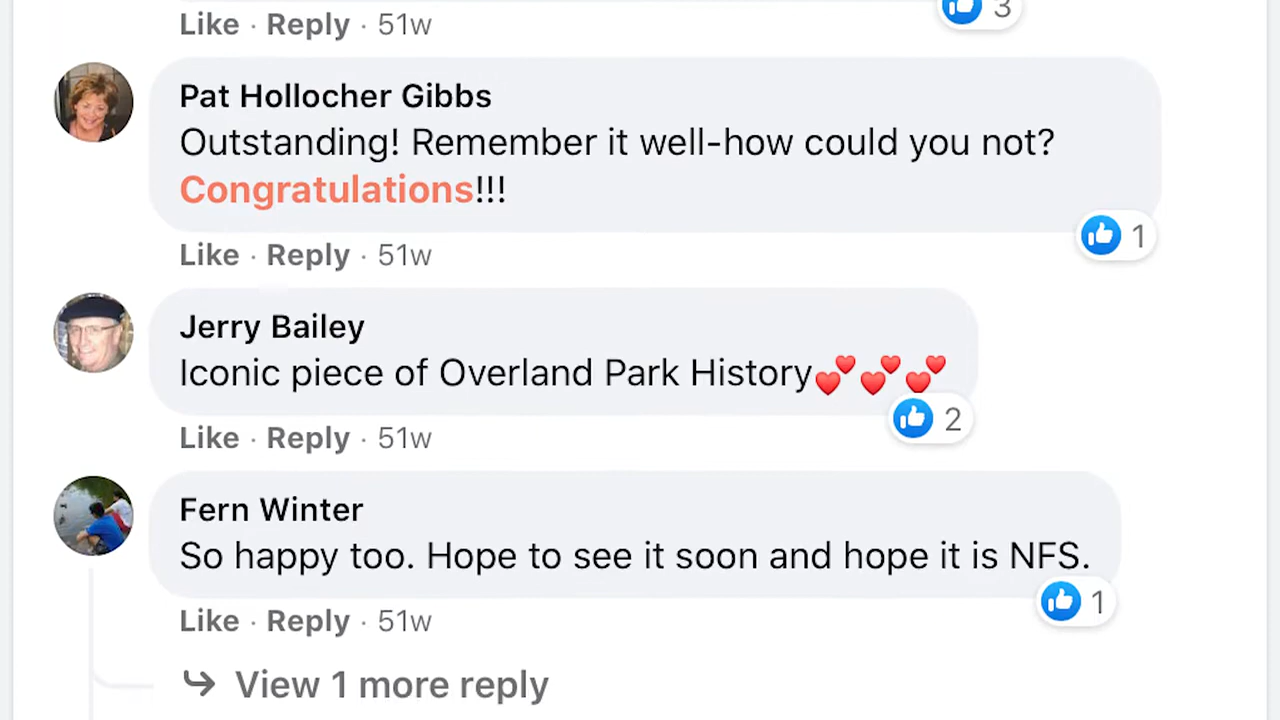 Like · Reply · 51w
3
Pat Hollocher Gibbs
Outstanding! Remember it well-how could you not?
Congratulations!!!
1
Like · Reply · 51w
Jerry Bailey
Iconic piece of Overland Park History💕💕💕
2
Like · Reply · 51w
Fern Winter
So happy too. Hope to see it soon and hope it is NFS.
1
Like · Reply · 51w
View 1 more reply